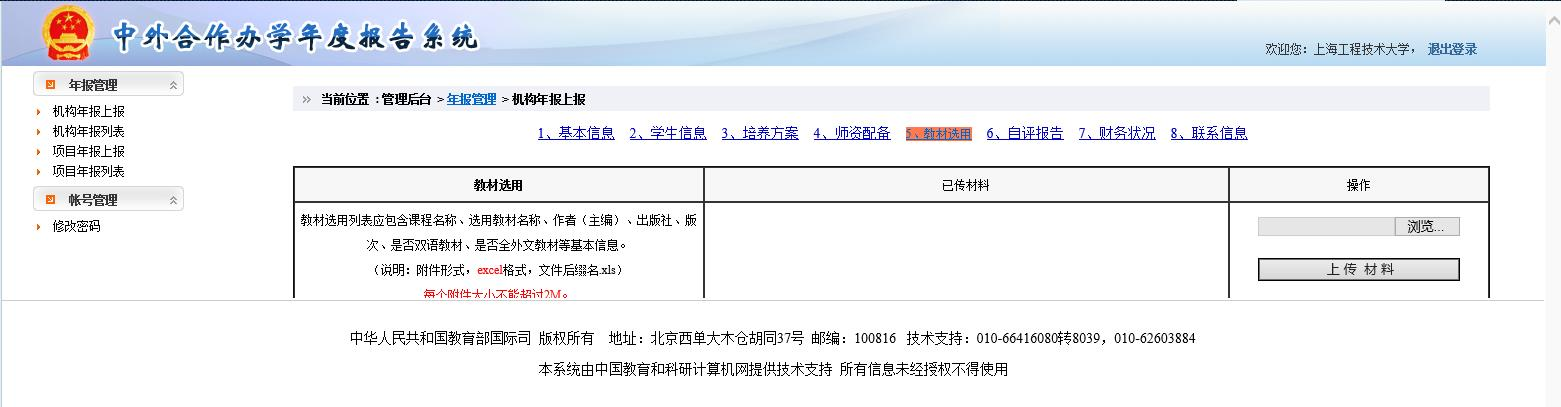 中外合作办学年度报告系统
欢迎您：上海工程技术大学， 退出登录
年报管理
机构年报上报
机构年报列表
项目年报上报
项目年报列表
帐号管理
修改密码
当前位置：管理后台 > 年报管理 > 机构年报上报
1、基本信息 2、学生信息 3、培养方案 4、师资配备 5、教材选用 6、自评报告 7、财务状况 8、联系信息
教材选用 已传材料 操作
教材选用列表应包含课程名称、选用教材名称、作者（主编）、出版社、版
次、是否双语教材、是否全外文教材等基本信息。
（说明：附件形式，excel格式，文件后缀名.xls）
每个附件大小不能超过2M。
浏览...
上传材料
中华人民共和国教育部国际司 版权所有 地址：北京西单大木仓胡同37号 邮编：100816 技术支持：010-66416080转8039，010-62603884
本系统由中国教育和科研计算机网提供技术支持 所有信息未经授权不得使用